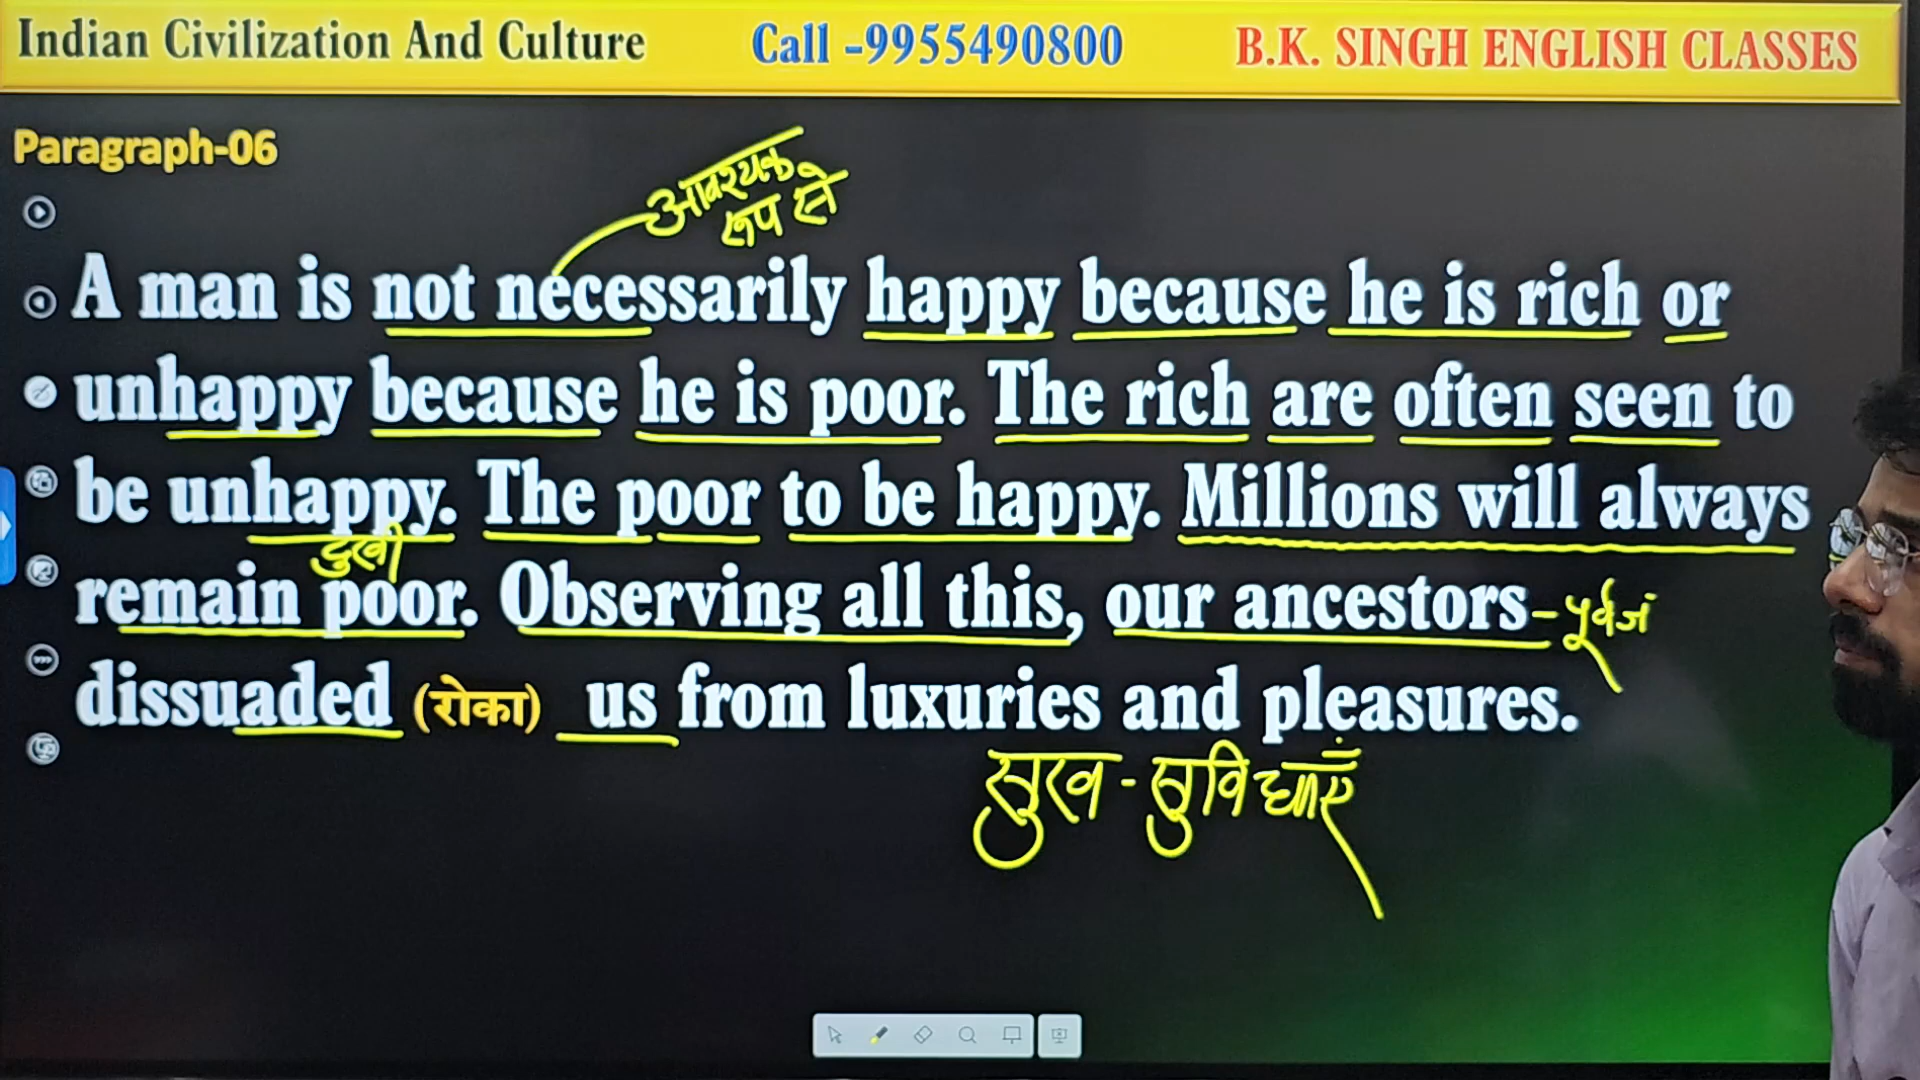 Indian Civilization And Culture Call -9955490800 B.K. SINGH ENGLISH CLASSES
Paragraph-06
आवश्यक
रूप से
A man is not necessarily happy because he is rich or
unhappy because he is poor. The rich are often seen to
be unhappy. The poor to be happy. Millions will always
दुखी
remain poor. Observing all this, our ancestors - पूर्वजं
dissuaded (रोका) us from luxuries and pleasures.
सुख - सुविधाएँ